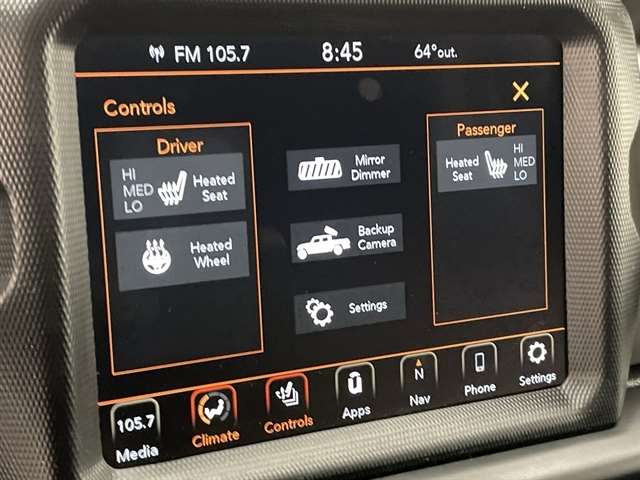 FM 105.7
8:45
64°out.
Controls
Driver
HI
MED
LO
Heated
Seat
Heated
Wheel
Mirror
Dimmer
Backup
Camera
Settings
Passenger
Heated
Seat
HI
MED
LO
105.7
Media
Climate
Controls
Apps
N
Nav
Phone
Settings